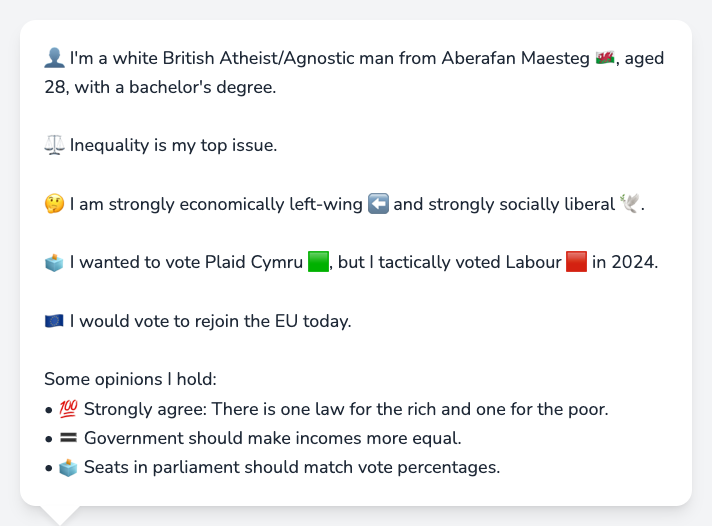 👤 I'm a white British Atheist/Agnostic man from Aberafan Maesteg 🏴󠁧󠁢󠁷󠁬󠁳󠁿, aged
28, with a bachelor's degree.
⚖️ Inequality is my top issue.
🤔 I am strongly economically left-wing ⬅️ and strongly socially liberal 🕊️.
🗳️ I wanted to vote Plaid Cymru 🟩, but I tactically voted Labour 🟥 in 2024.
🇪🇺 I would vote to rejoin the EU today.
Some opinions I hold:
• 💯 Strongly agree: There is one law for the rich and one for the poor.
• 🟰 Government should make incomes more equal.
• 🗳️ Seats in parliament should match vote percentages.